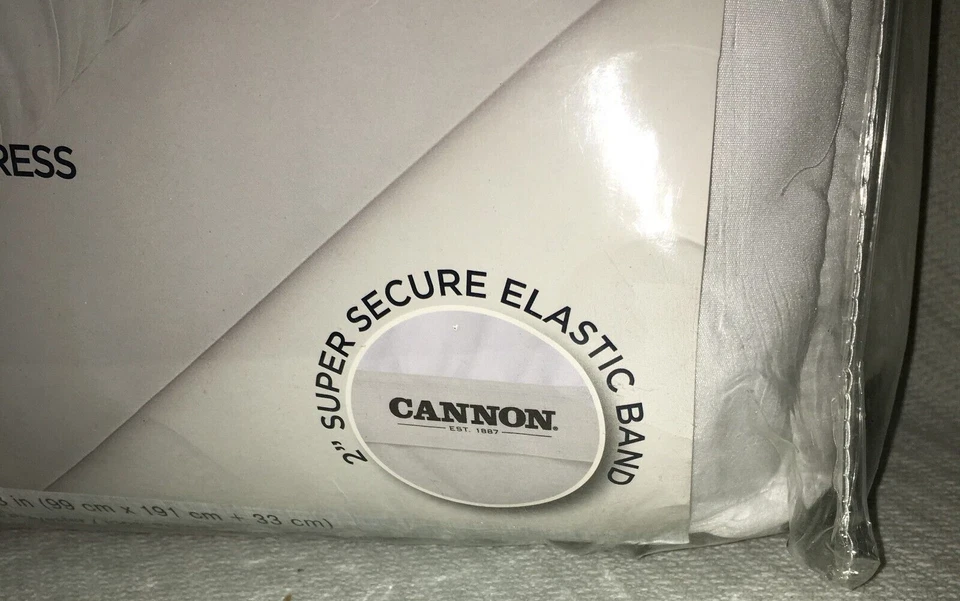 RESS
2" SUPER SECURE ELASTIC BAND
CANNON®
EST. 1887
in (99 cm x 191 cm + 33 cm)